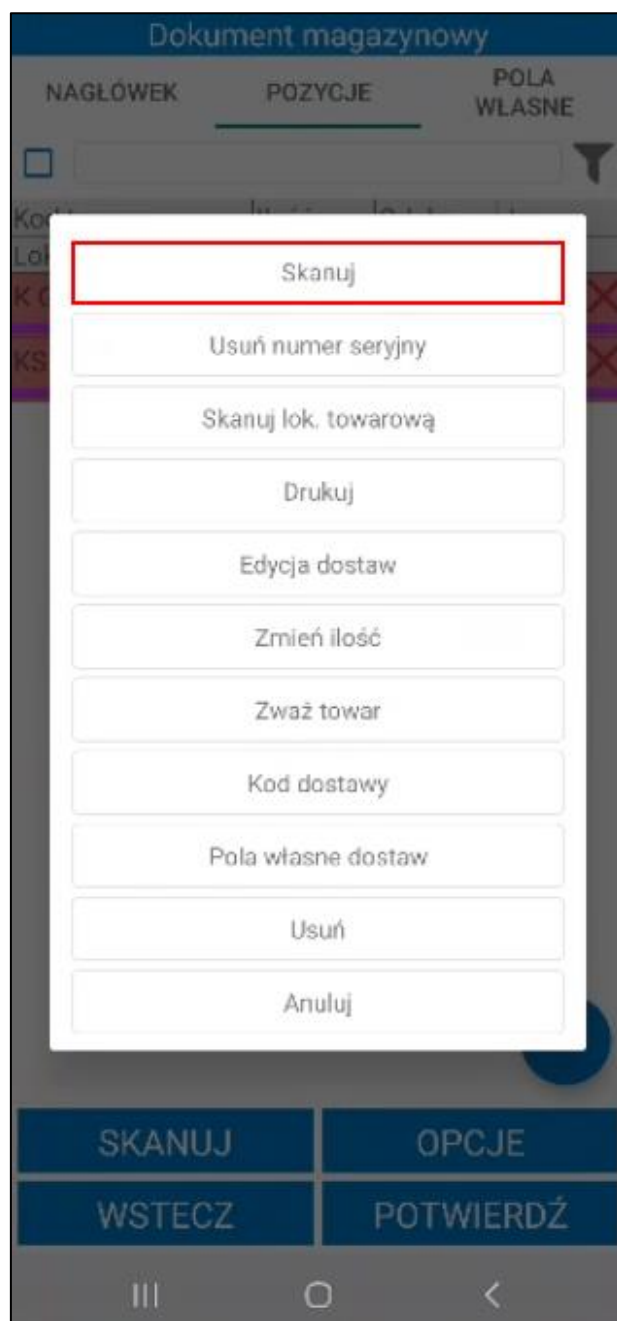 Dokument magazynowy
NAGŁÓWEK POZYCJE POLA WŁASNE
Skanuj
Usuń numer seryjny
Skanuj lok. towarową
Drukuj
Edycja dostaw
Zmień ilość
Zważ towar
Kod dostawy
Pola własne dostaw
Usuń
Anuluj
SKANUJ OPCJE
WSTECZ POTWIERDŹ